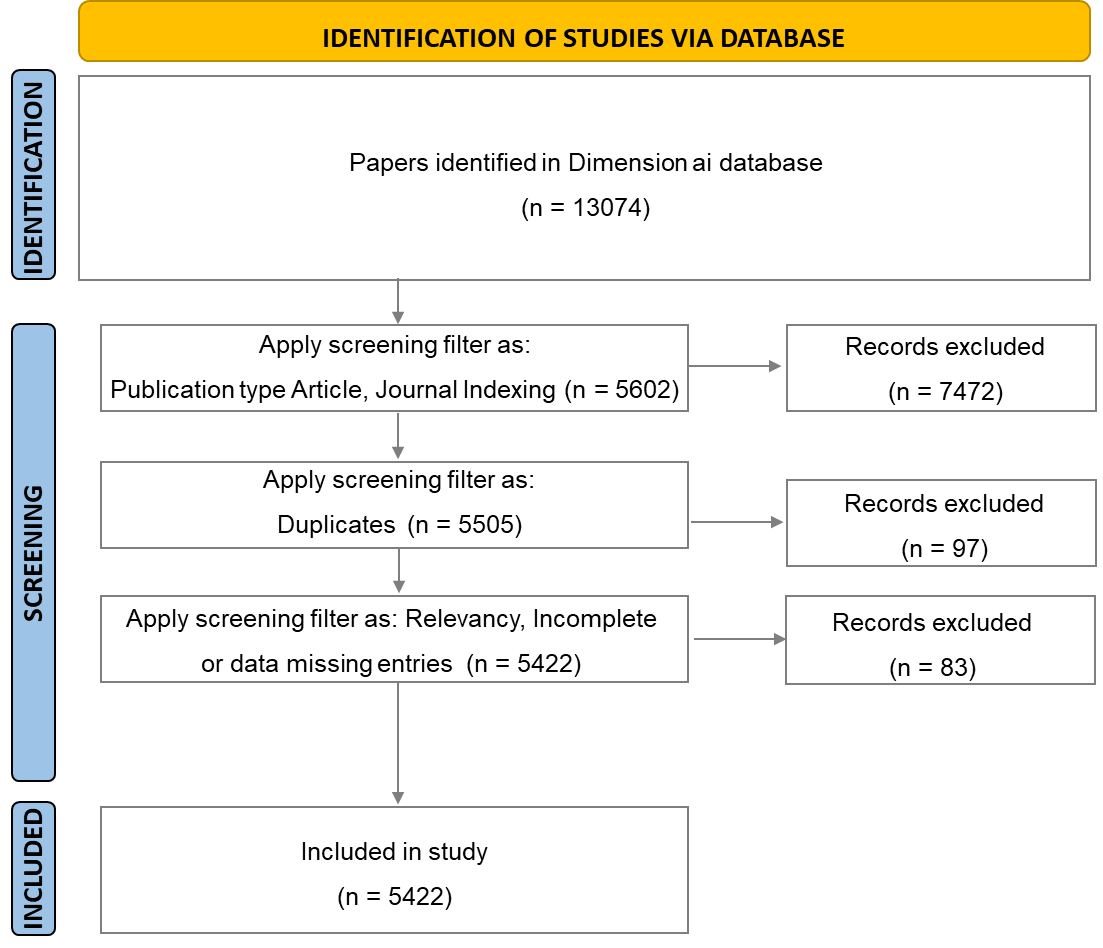 IDENTIFICATION OF STUDIES VIA DATABASE
IDENTIFICATION
Papers identified in Dimension ai database
(n = 13074)
SCREENING
Apply screening filter as:
Publication type Article, Journal Indexing (n = 5602)
Records excluded
(n = 7472)
Apply screening filter as:
Duplicates (n = 5505)
Records excluded
(n = 97)
Apply screening filter as: Relevancy, Incomplete
or data missing entries (n = 5422)
Records excluded
(n = 83)
INCLUDED
Included in study
(n = 5422)